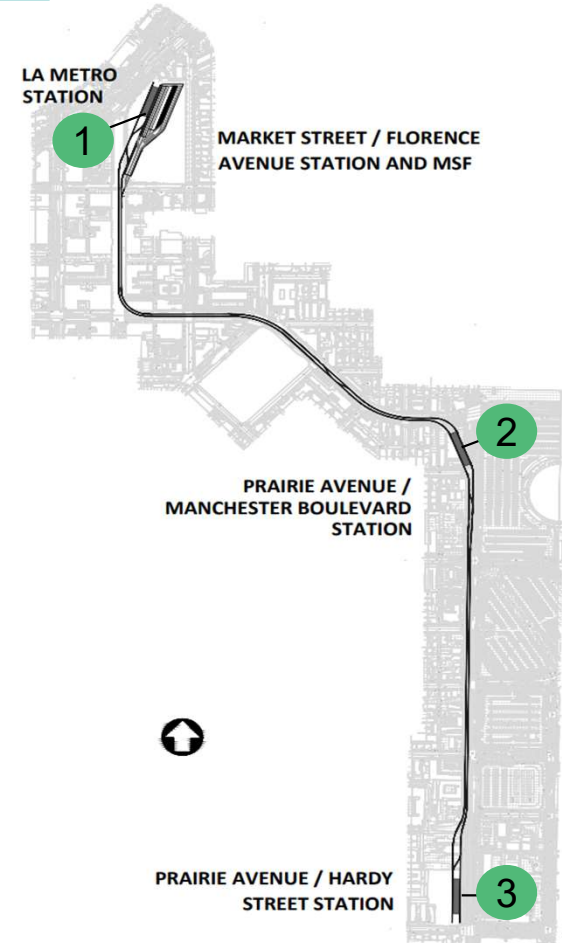 LA METRO
STATION
1
MARKET STREET / FLORENCE
AVENUE STATION AND MSF
2
PRAIRIE AVENUE /
MANCHESTER BOULEVARD
STATION
PRAIRIE AVENUE / HARDY
STREET STATION
3